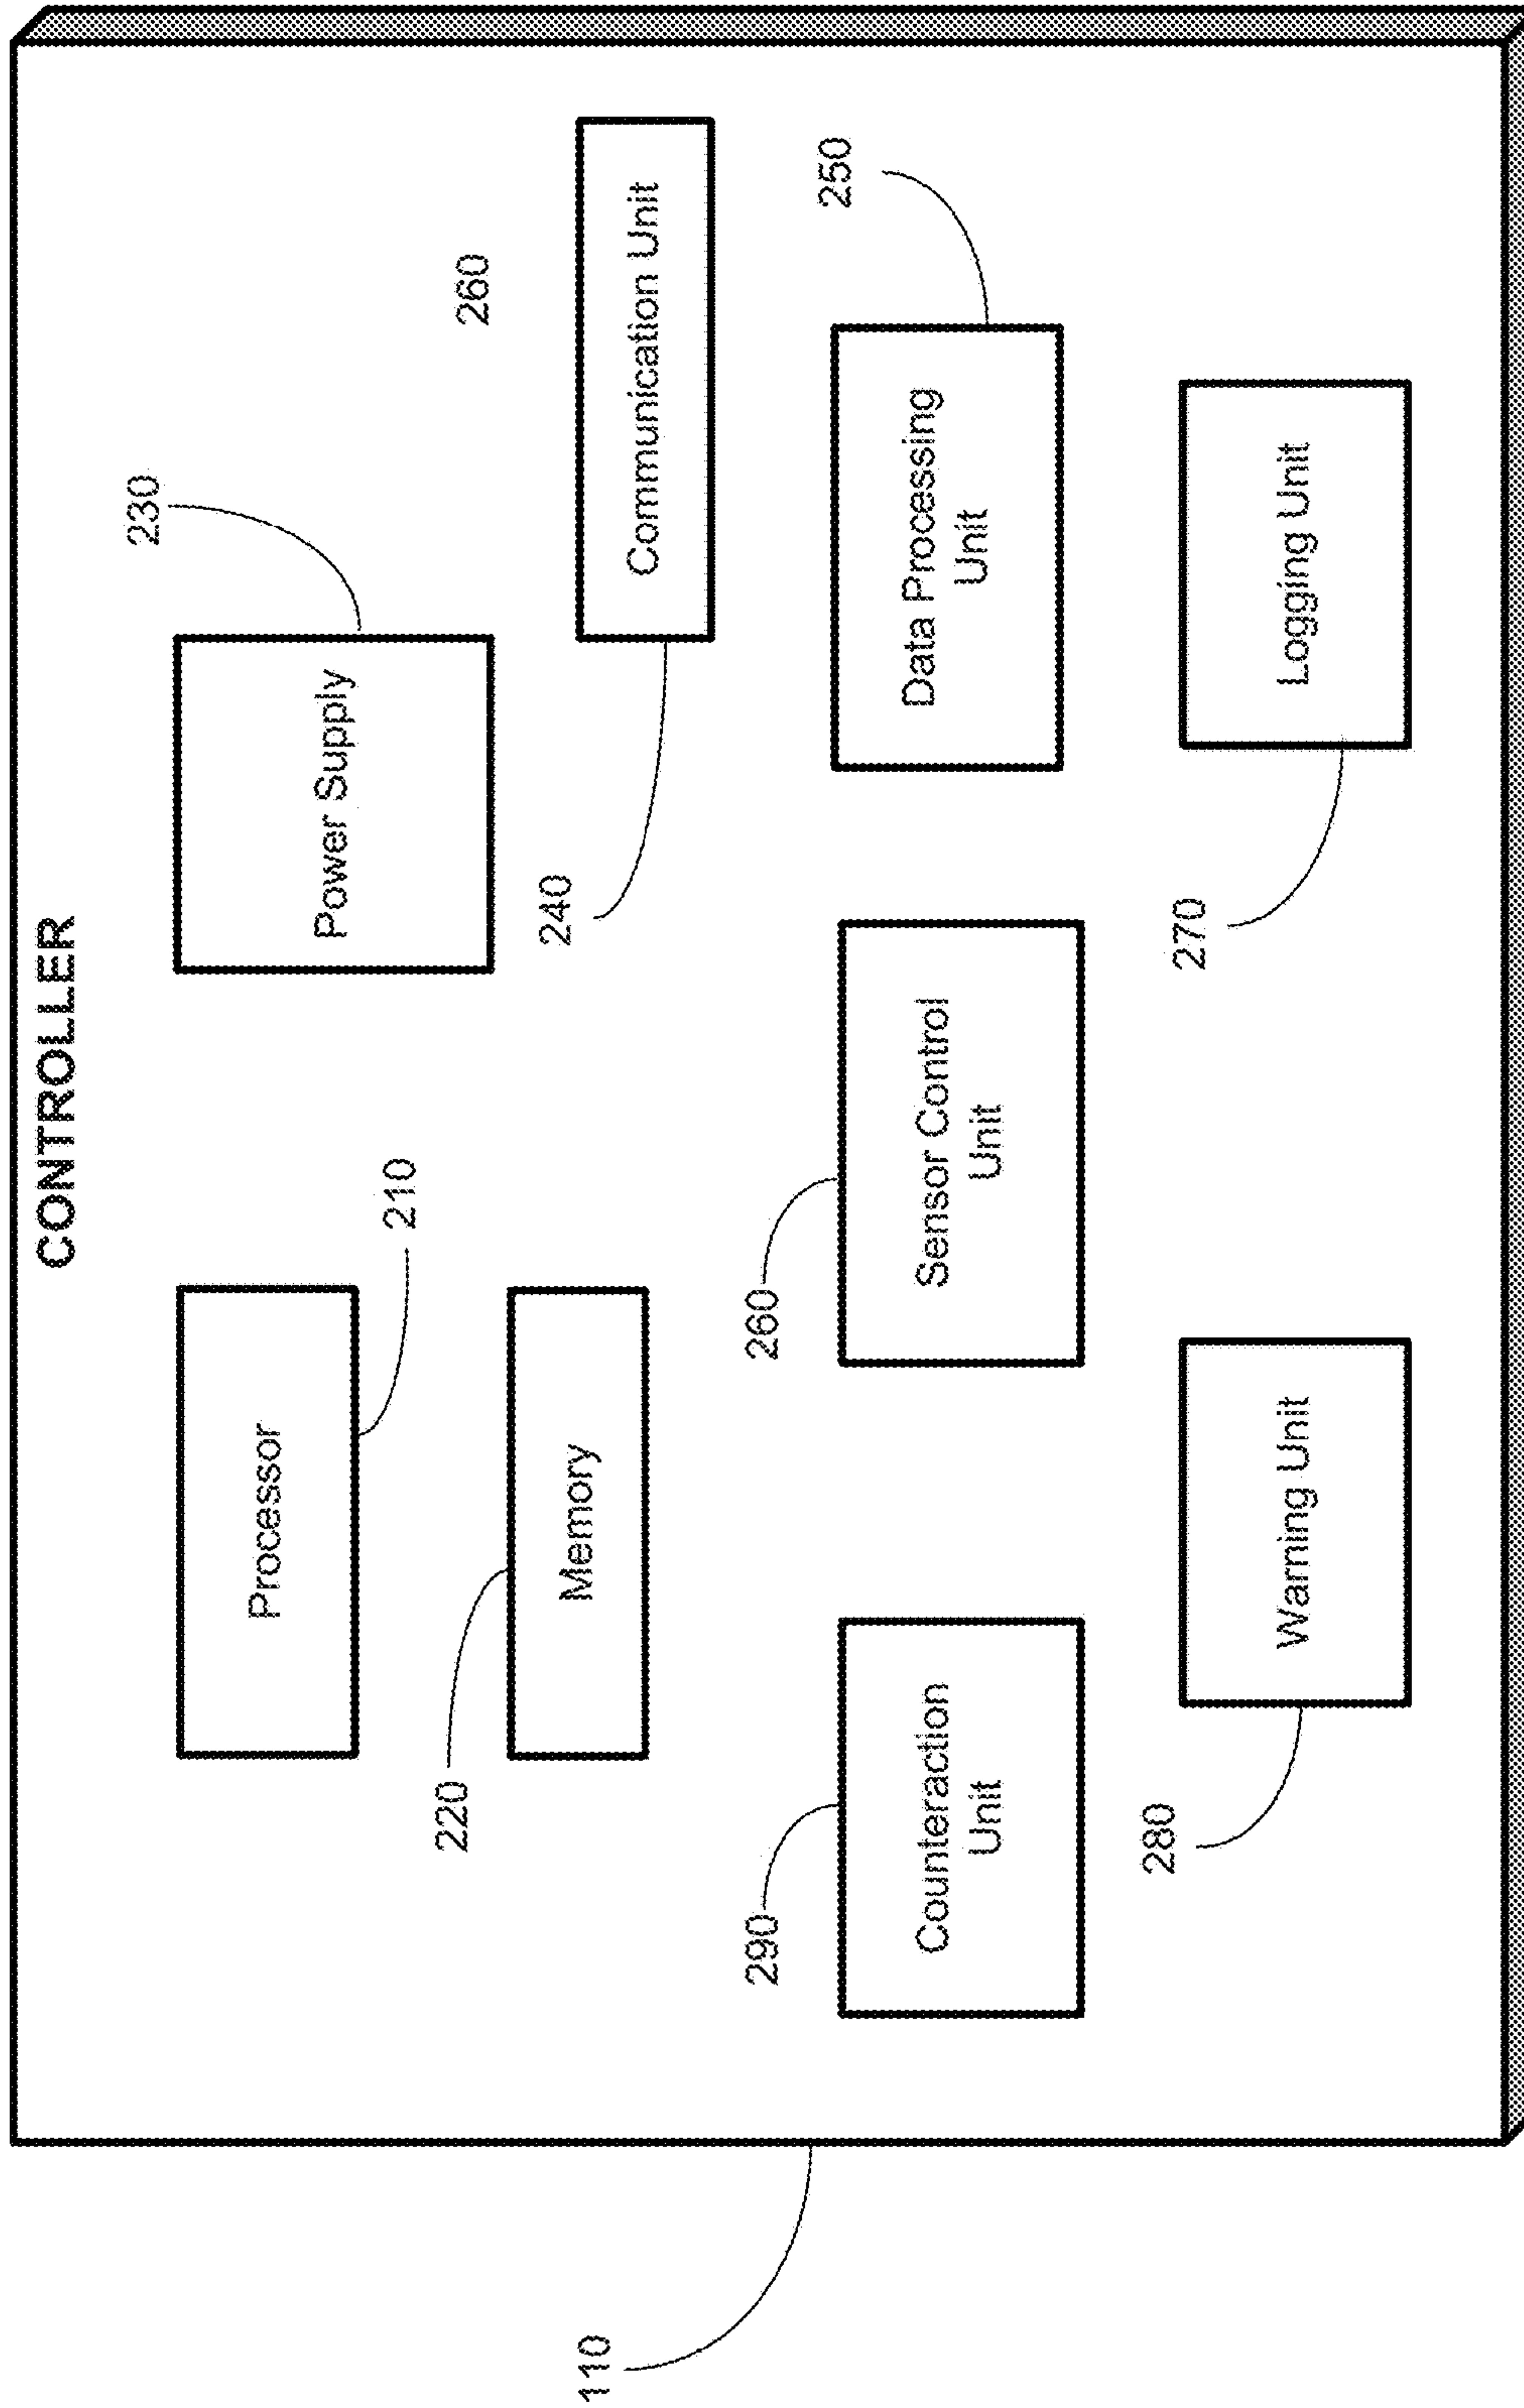 CONTROLLER
230
Processor
Power Supply
210
260
220
Memory
240
Communication Unit
290
260
250
Counteraction
Unit
Sensor Control
Unit
Data Processing
Unit
280
270
Warning Unit
Logging Unit
110